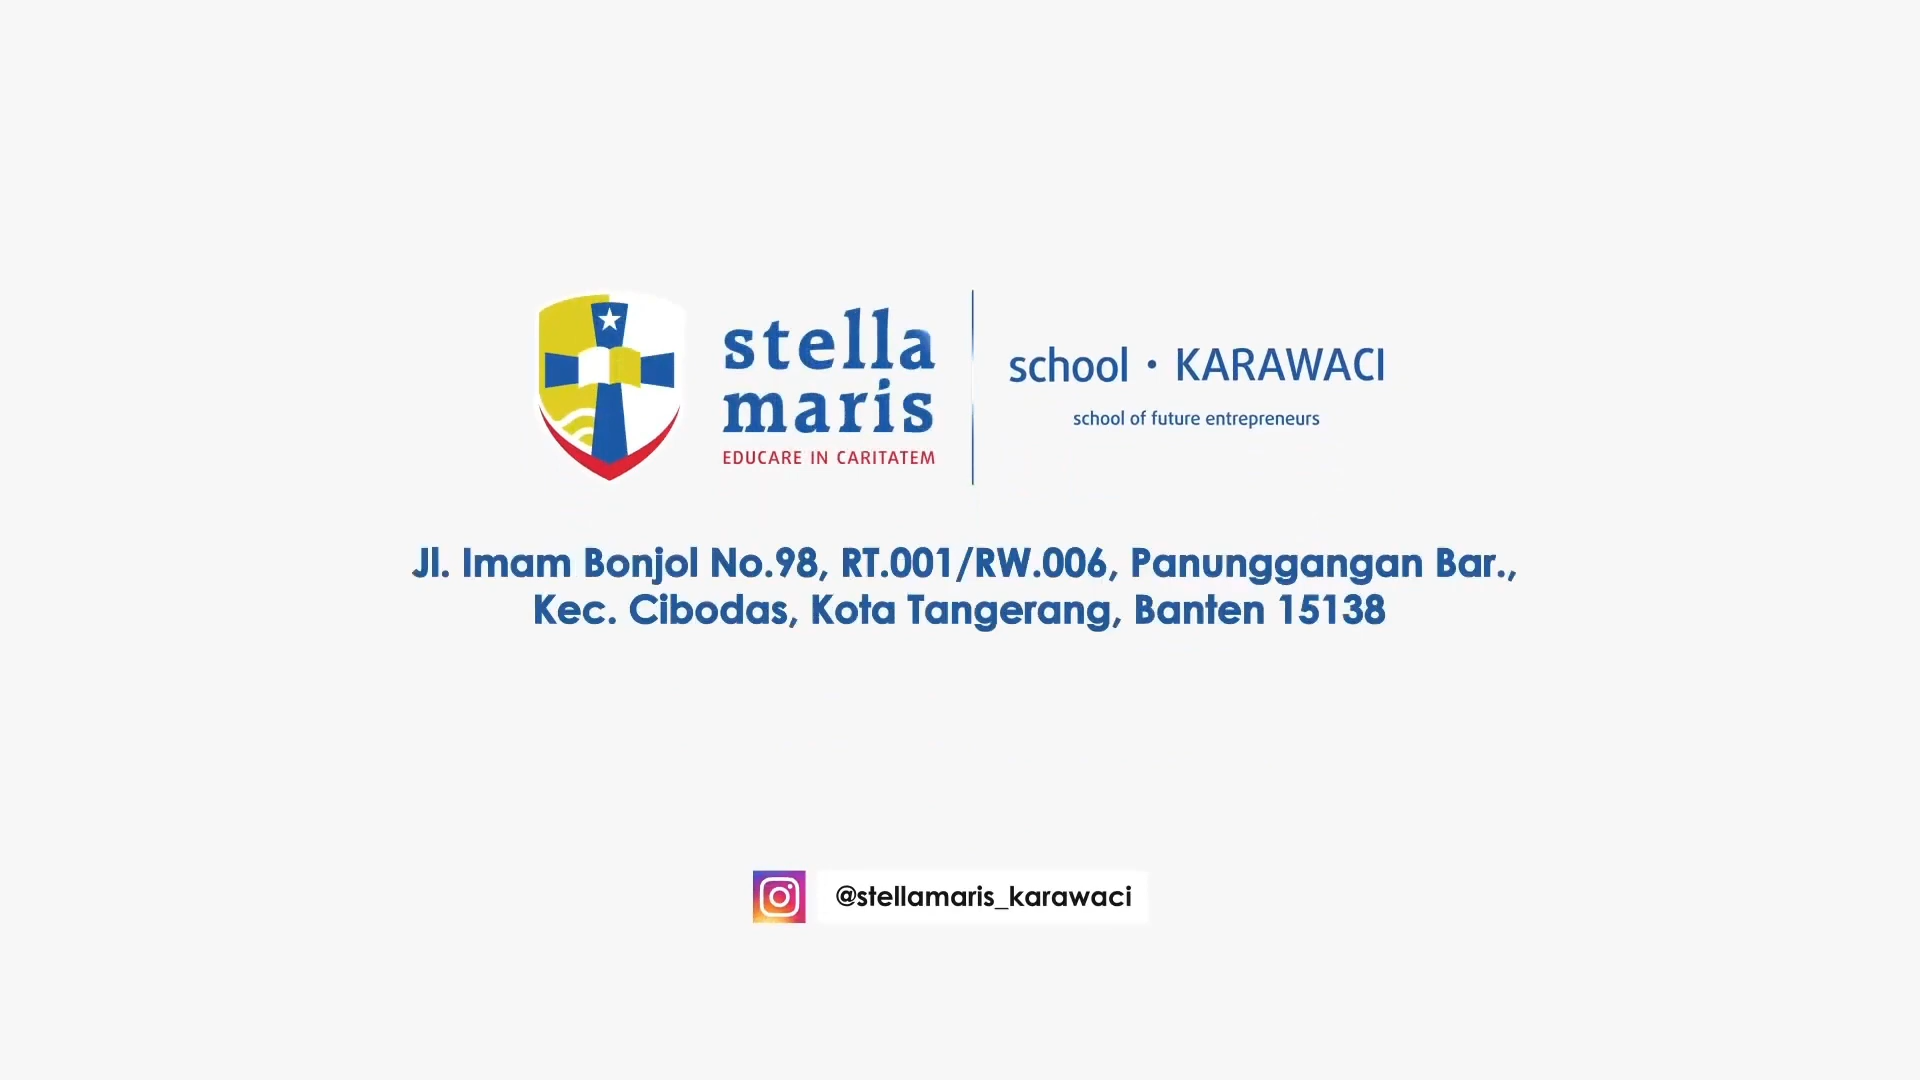 stella
maris
EDUCARE IN CARITATEM
school · KARAWACI
school of future entrepreneurs
Jl. Imam Bonjol No.98, RT.001/RW.006, Panunggangan Bar.,
Kec. Cibodas, Kota Tangerang, Banten 15138
@stellamaris_karawaci